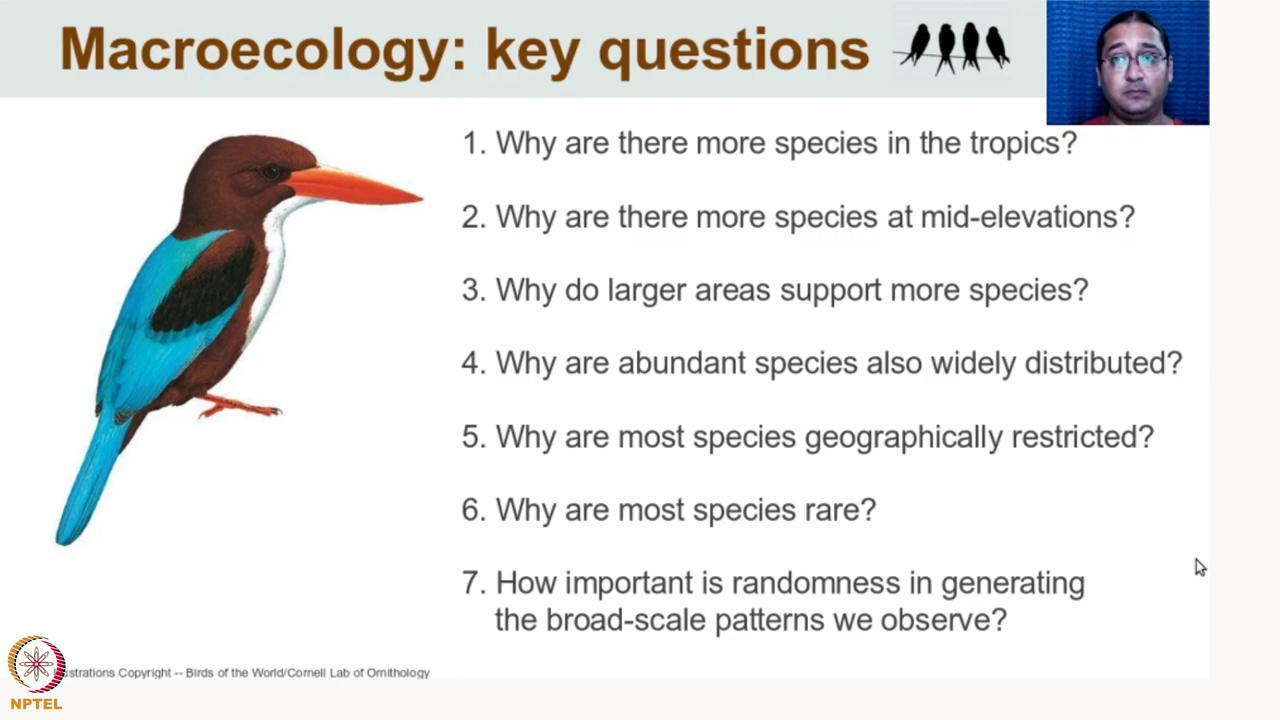 Macroecology: key questions
1. Why are there more species in the tropics?
2. Why are there more species at mid-elevations?
3. Why do larger areas support more species?
4. Why are abundant species also widely distributed?
5. Why are most species geographically restricted?
6. Why are most species rare?
7. How important is randomness in generating
the broad-scale patterns we observe?
ustrations Copyright -- Birds of the World/Cornell Lab of Ornithology
NPTEL